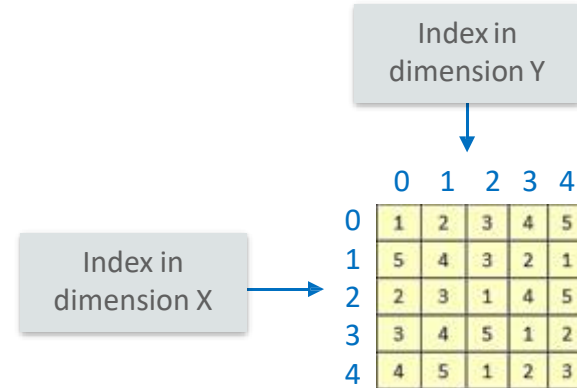 Index in
dimension Y
0 1 2 3 4
0 1 2 3 4 5
Index in
dimension X
1 5 4 3 2 1
2 2 3 1 4 5
3 3 4 5 1 2
4 4 5 1 2 3